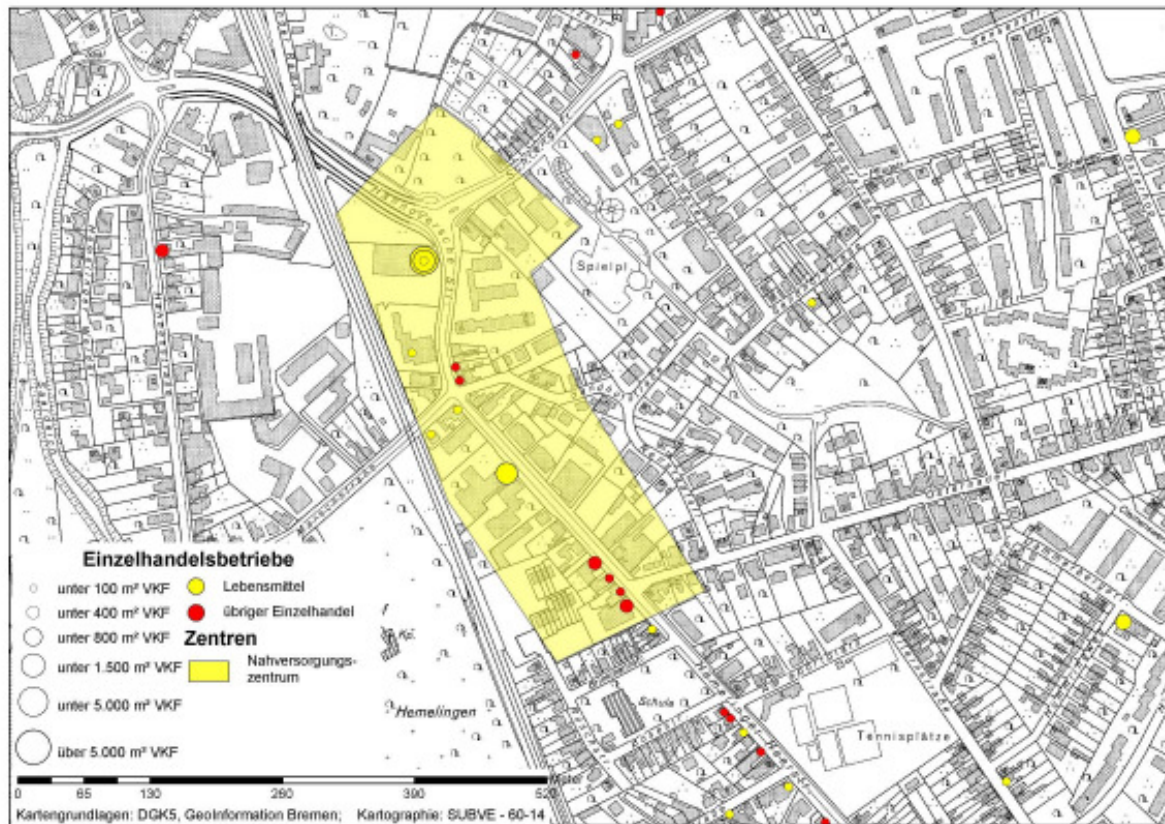 Spielpl.
Einzelhandelsbetriebe
unter 100 m² VKF
unter 400 m² VKF
unter 800 m² VKF
unter 1.500 m² VKF
unter 5.000 m² VKF
über 5.000 m² VKF
Lebensmittel
übriger Einzelhandel
Zentren
Nahversorgungs-
zentrum
Kp.
Hemelingen
Schule
Tennisplätze
0 65 130 260 390 520
Meter
Kartengrundlagen: DGK5, GeoInformation Bremen; Kartographie: SUBVE - 60-14